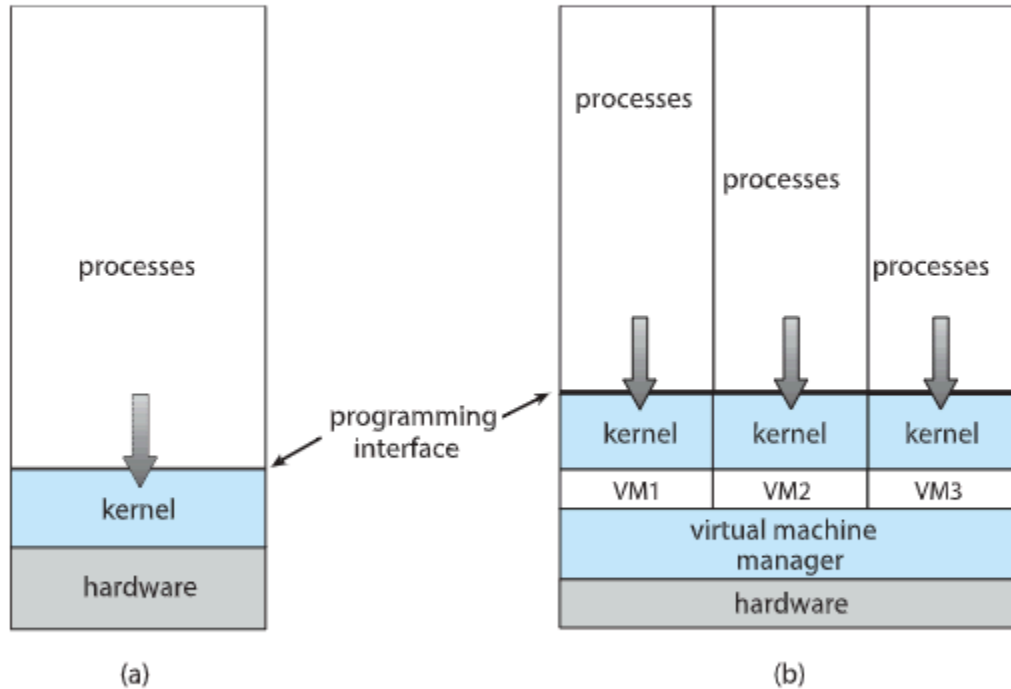 processes
kernel
hardware
(a)
programming
interface
processes
processes
processes
kernel
kernel
kernel
VM1
VM2
VM3
virtual machine
manager
hardware
(b)